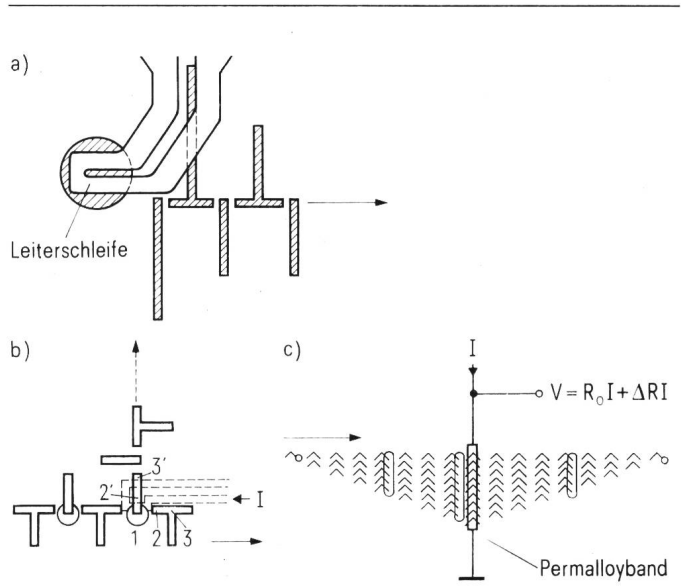 a)
Leiterschleife
b)
3'
2'
I
1
2
3
c)
I
V = R₀I + ΔRI
Permalloyband